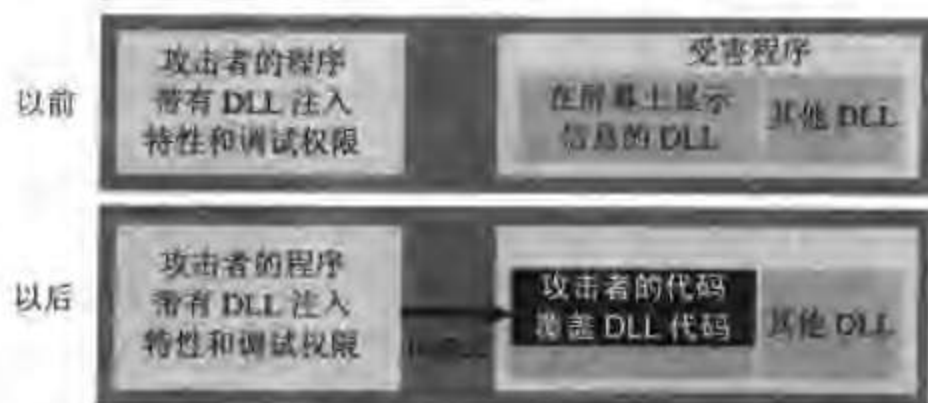 以前
攻击者的程序
带有 DLL 注入
特性和调试权限
受害程序
在屏幕上显示
信息的 DLL
其他 DLL
以后
攻击者的程序
带有 DLL 注入
特性和调试权限
攻击者的代码
覆盖 DLL 代码
其他 DLL